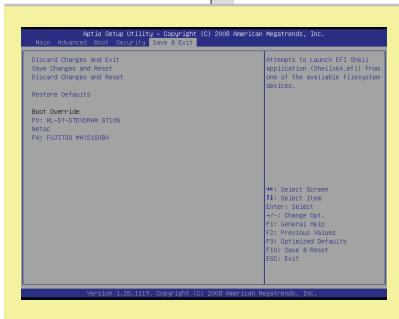 Aptio Setup Utility – Copyright (C) 2008 American Megatrends, Inc.
Main Advanced Boot Security Save & Exit
Discard Changes and Exit
Save Changes and Reset
Discard Changes and Reset
Restore Defaults
Boot Override
P0: HL-DT-STDVDRAM GT10N
Netac
P4: FUJITSU MHV2160BH
Attempts to Launch EFI Shell
application (Shellx64.efi) from
one of the available filesystem
devices.
: Select Screen
: Select Item
Enter: Select
+/-: Change Opt.
F1: General Help
F2: Previous Values
F9: Optimized Defaults
F10: Save & Reset
ESC: Exit
Version 1.28.1119. Copyright (C) 2008 American Megatrends, Inc.